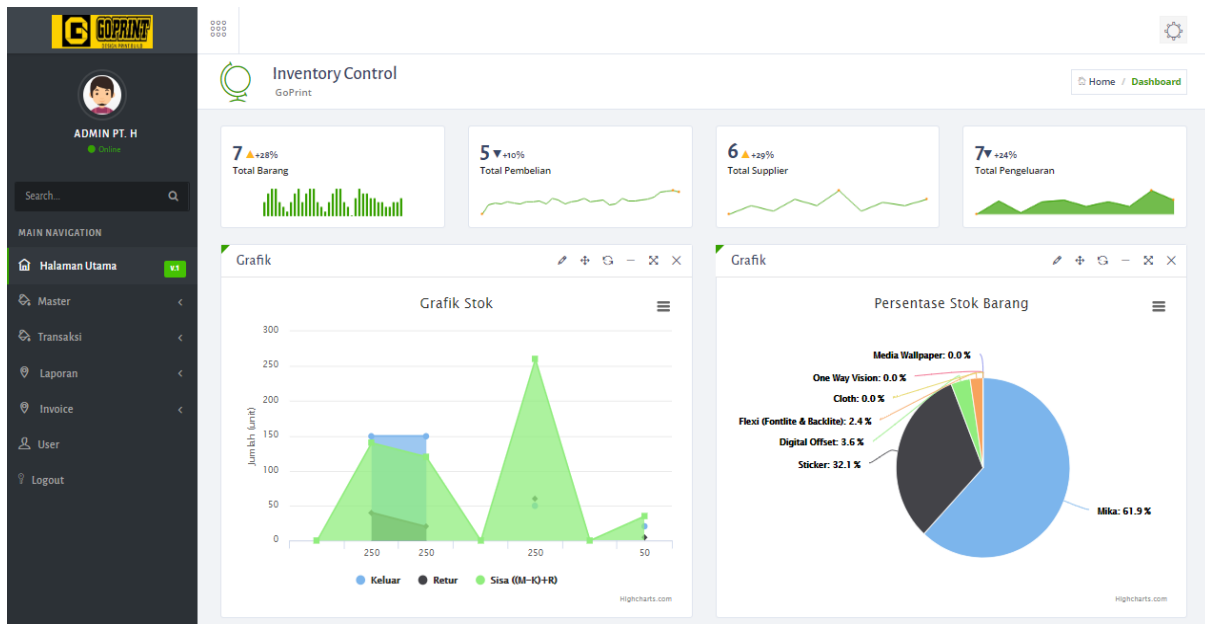 GOPRINT
ADMIN PT. H
Online
Search...
MAIN NAVIGATION
Halaman Utama V.1
Master
Transaksi
Laporan
Invoice
User
Logout
Inventory Control
GoPrint
Home / Dashboard
7 +28%
Total Barang
5 +10%
Total Pembelian
6 +29%
Total Supplier
7 +24%
Total Pengeluaran
Grafik
Grafik Stok
Jumlah (unit)
300
250
200
150
100
50
0
250 250 250 50
Keluar Retur Sisa ((M-K)+R)
Highcharts.com
Grafik
Persentase Stok Barang
Media Wallpaper: 0.0 %
One Way Vision: 0.0 %
Cloth: 0.0 %
Flexi (Fontlite & Backlite): 2.4 %
Digital Offset: 3.6 %
Sticker: 32.1 %
Mika: 61.9 %
Highcharts.com